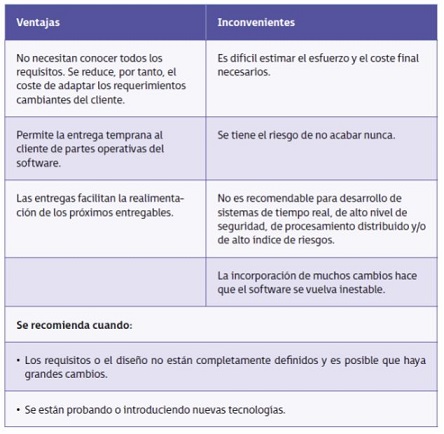 Ventajas
Inconvenientes
No necesitan conocer todos los
requisitos. Se reduce, por tanto, el
coste de adaptar los requerimientos
cambiantes del cliente.
Es difícil estimar el esfuerzo y el coste final
necesarios.
Permite la entrega temprana al
cliente de partes operativas del
software.
Se tiene el riesgo de no acabar nunca.
Las entregas facilitan la realimenta-
ción de los próximos entregables.
No es recomendable para desarrollo de
sistemas de tiempo real, de alto nivel de
seguridad, de procesamiento distribuido y/o
de alto índice de riesgos.
La incorporación de muchos cambios hace
que el software se vuelva inestable.
Se recomienda cuando:
• Los requisitos o el diseño no están completamente definidos y es posible que haya
grandes cambios.
• Se están probando o introduciendo nuevas tecnologías.